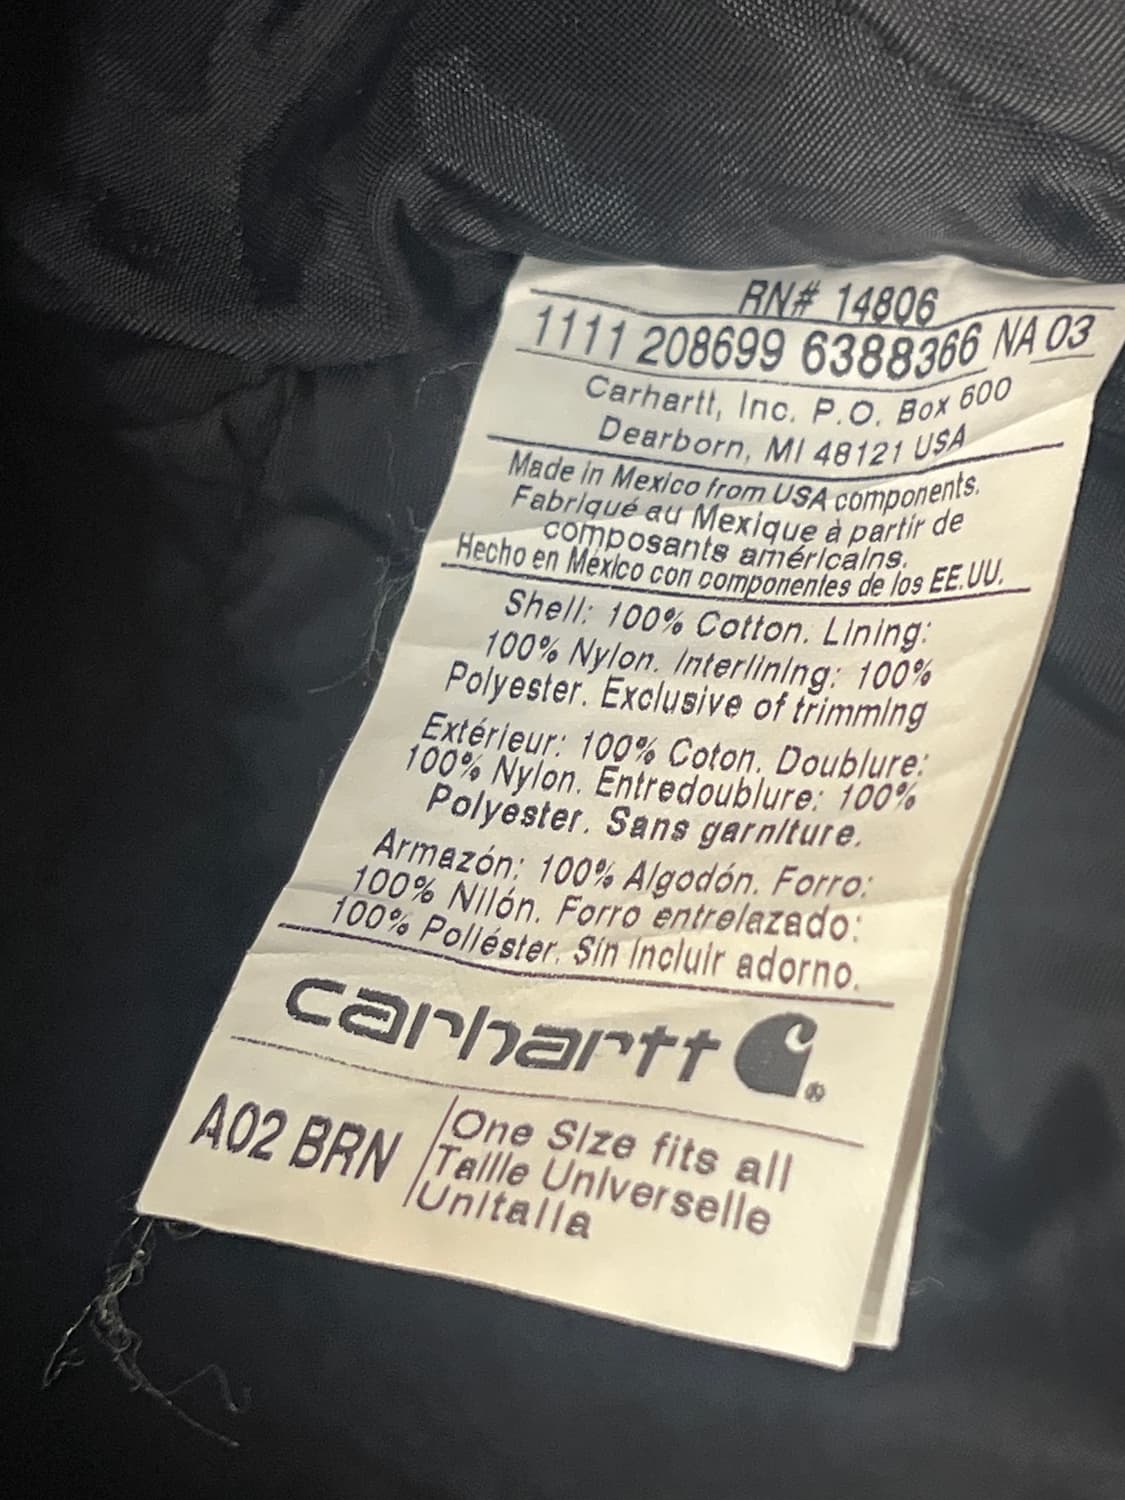 RN# 14806
1111 208699 6388366 NA 03
Carhartt, Inc. P.O. Box 600
Dearborn, MI 48121 USA
Made in Mexico from USA components.
Fabriqué au Mexique à partir de
composants américains.
Hecho en México con componentes de los EE.UU.
Shell: 100% Cotton. Lining:
100% Nylon. Interlining: 100%
Polyester. Exclusive of trimming
Extérieur: 100% Coton. Doublure:
100% Nylon. Entredoublure: 100%
Polyester. Sans garniture.
Armazón: 100% Algodón. Forro:
100% Nilón. Forro entrelazado:
100% Poliéster. Sin incluir adorno.
carhartt ®
A02 BRN
One Size fits all
Taille Universelle
Unitalla